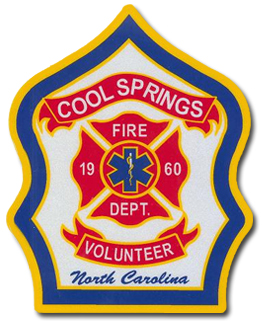 COOL SPRINGS
FIRE
19 60
DEPT.
VOLUNTEER
North Carolina